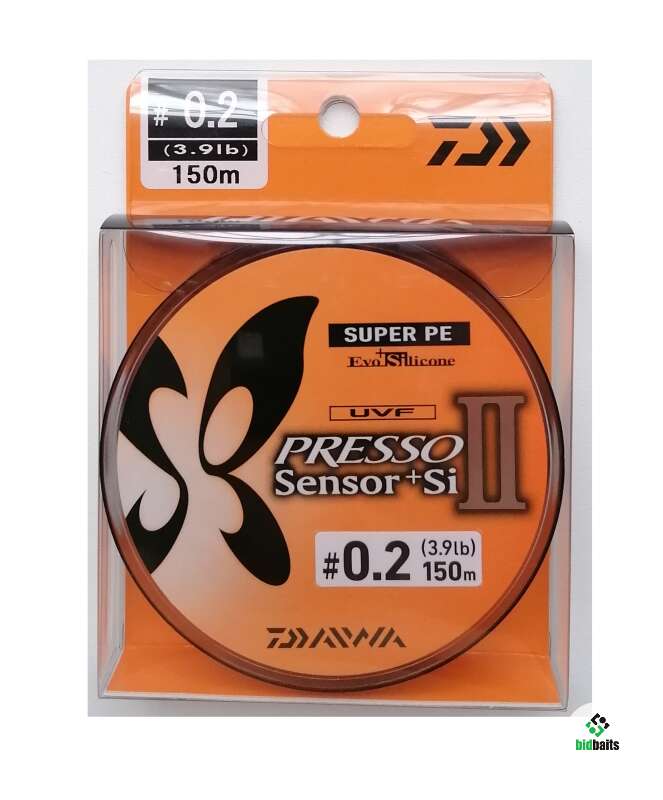 # 0.2
(3.9lb)
150m
SUPER PE
Evo+Silicone
UVF
PRESSO II
Sensor+Si
#0.2 (3.9lb)
150m
DAIWA
bidbaits